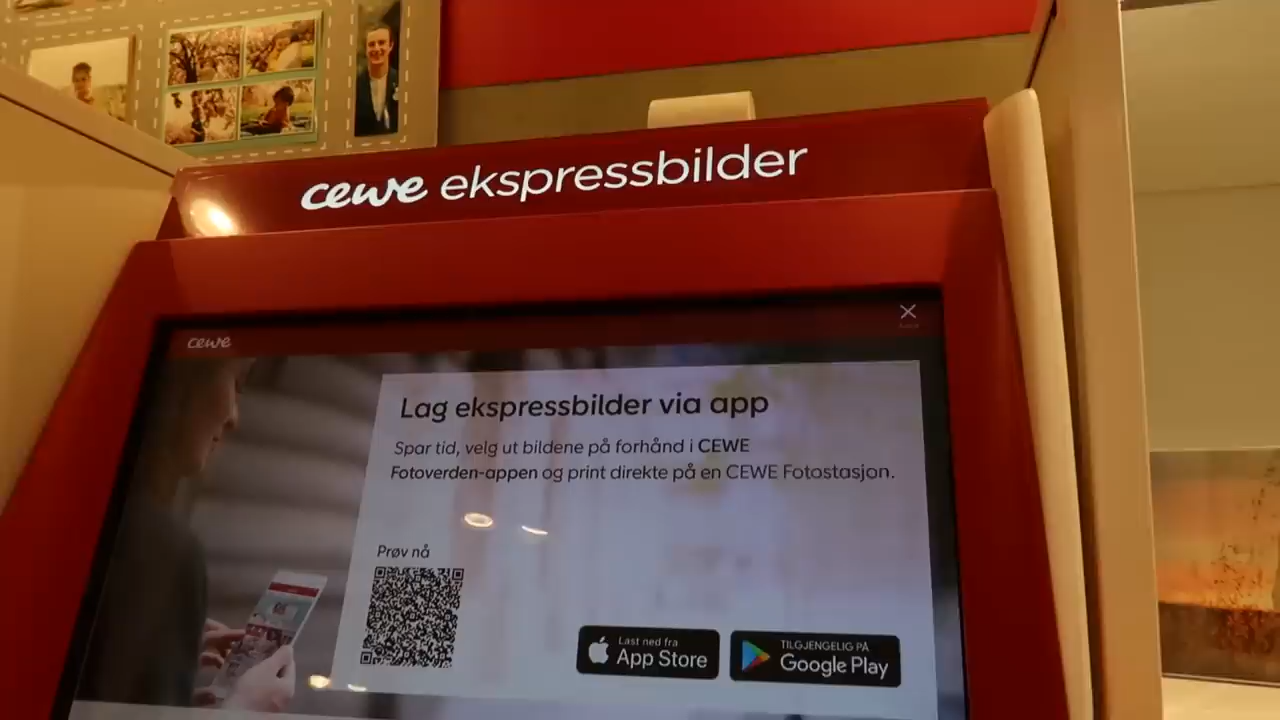 cewe ekspressbilder
cewe
Lag ekspressbilder via app
Spar tid, velg ut bildene på forhånd i CEWE
Fotoverden-appen og print direkte på en CEWE Fotostasjon.
Prøv nå
Last ned fra
App Store
TILGJENGELIG PÅ
Google Play